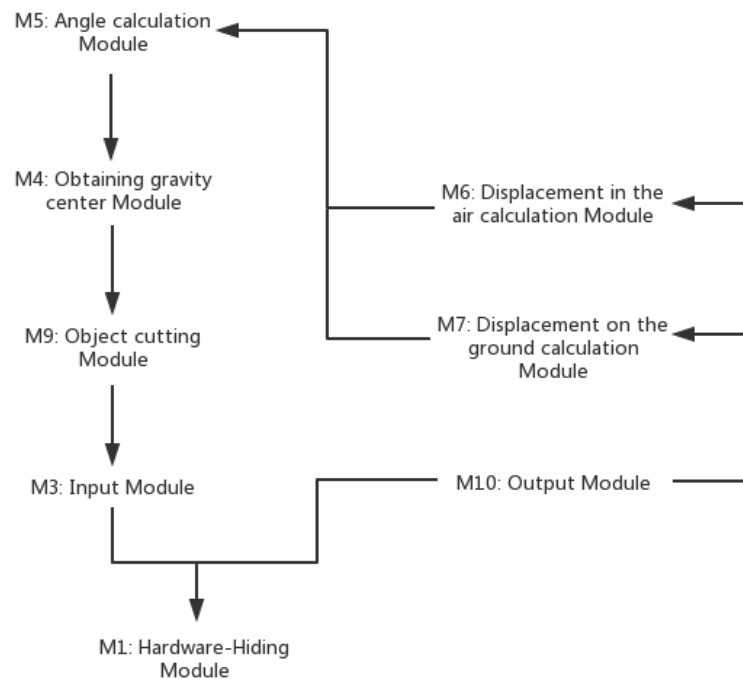 M5: Angle calculation
Module
M4: Obtaining gravity
center Module
M6: Displacement in the
air calculation Module
M9: Object cutting
Module
M7: Displacement on the
ground calculation
Module
M3: Input Module
M10: Output Module
M1: Hardware-Hiding
Module